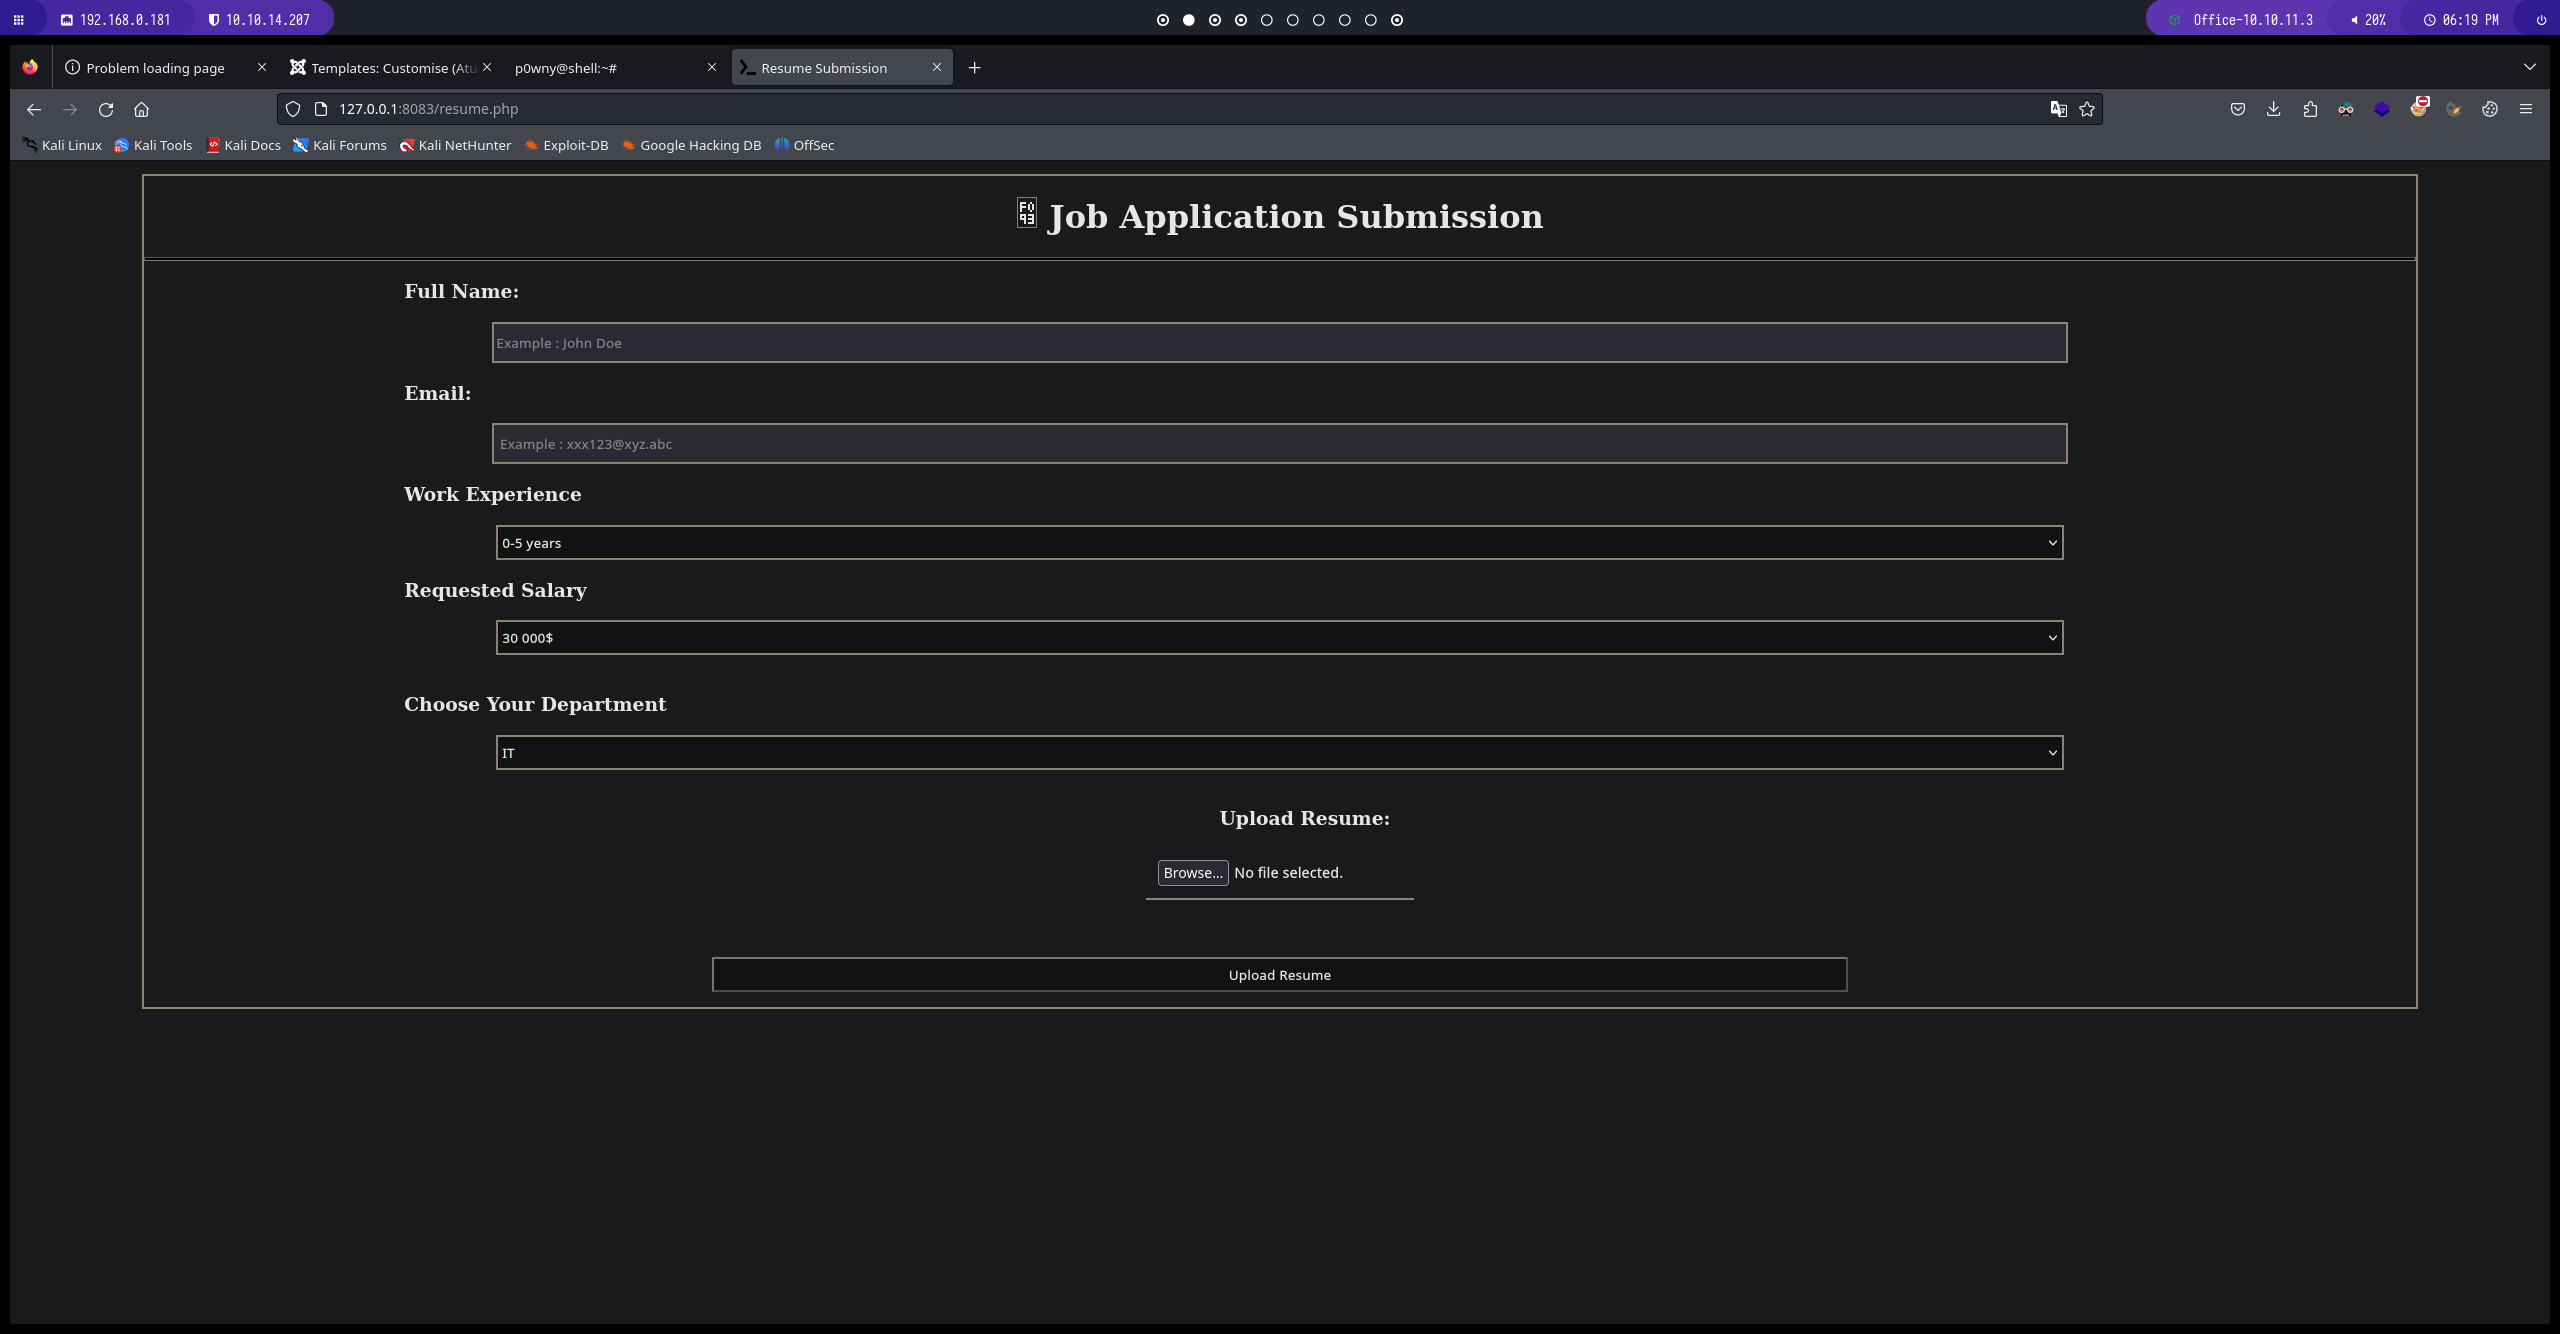 192.168.0.181 10.10.14.207 Office-10.10.11.3 20% 06:19 PM
Problem loading page Templates: Customise (Atu p0wny@shell:~# Resume Submission
127.0.0.1:8083/resume.php
Kali Linux Kali Tools Kali Docs Kali Forums Kali NetHunter Exploit-DB Google Hacking DB OffSec
Job Application Submission
Full Name:
Example : John Doe
Email:
Example : xxx123@xyz.abc
Work Experience
0-5 years
Requested Salary
30 000$
Choose Your Department
IT
Upload Resume:
Browse... No file selected.
Upload Resume